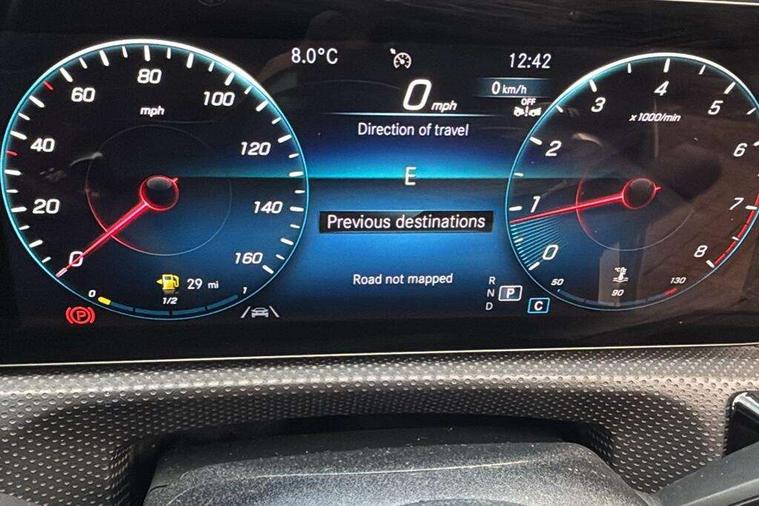 8.0°C
12:42
0 mph
0 km/h
OFF
Direction of travel
E
Previous destinations
Road not mapped
0
20
40
60
80
100
120
140
160
mph
29 mi
0
1/2
1
P
0
1
2
3
4
5
6
7
8
x 1000/min
50
90
130
R
N P
D
C